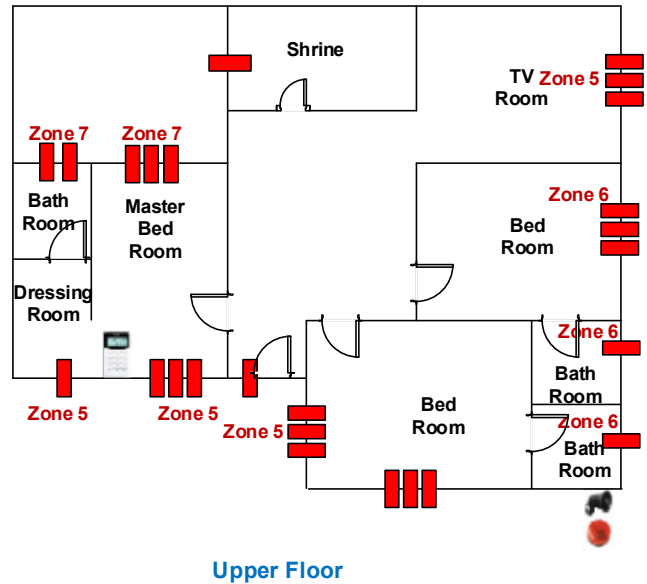 Shrine
TV
Room
Zone 5
Zone 7
Zone 7
Bath
Room
Master
Bed
Room
Zone 6
Bed
Room
Dressing
Room
Zone 6
Bath
Room
Zone 5
Zone 5
Zone 5
Bed
Room
Zone 6
Bath
Room
Upper Floor